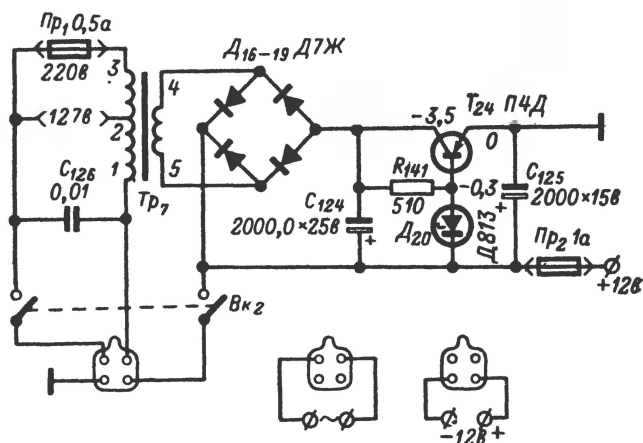 Пр₁ 0,5а
220в
3
127в
2
1
С₁₂₆
0,01
Тр₇
4
5
Д₁₆₋₁₉ Д7Ж
Т₂₄ П4Д
-3,5
0
R₁₄₁
510
-0,3
С₁₂₄
2000,0×25в
+
Д₂₀
Д813
С₁₂₅
2000×15в
+
Пр₂ 1а
+12в
Вк₂
~
-12в+